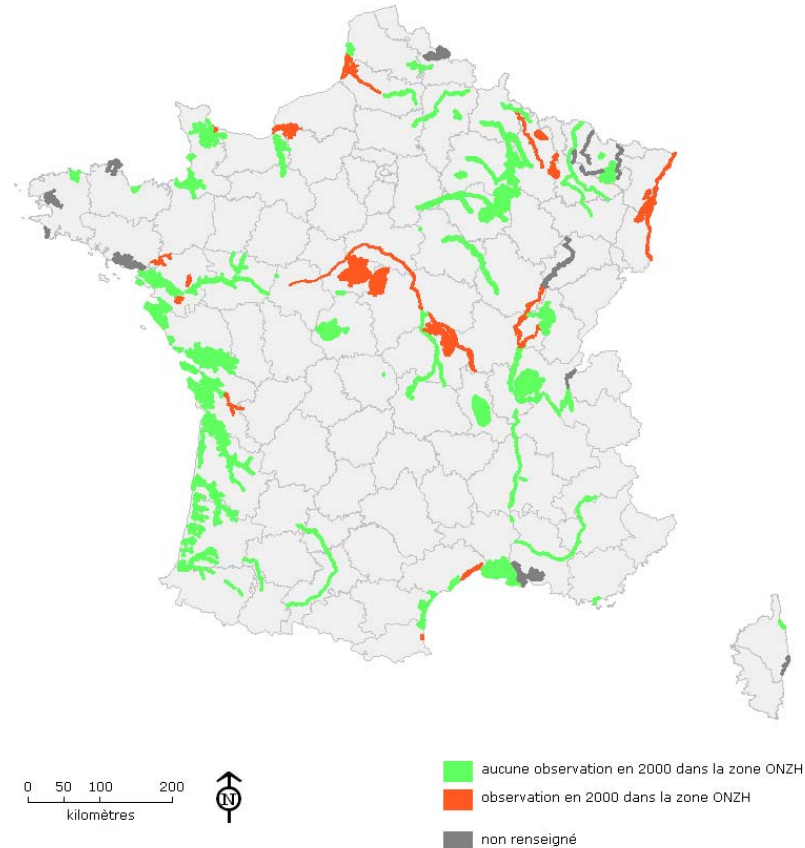 aucune observation en 2000 dans la zone ONZH
observation en 2000 dans la zone ONZH
non renseigné
0 50 100 200
kilomètres
N